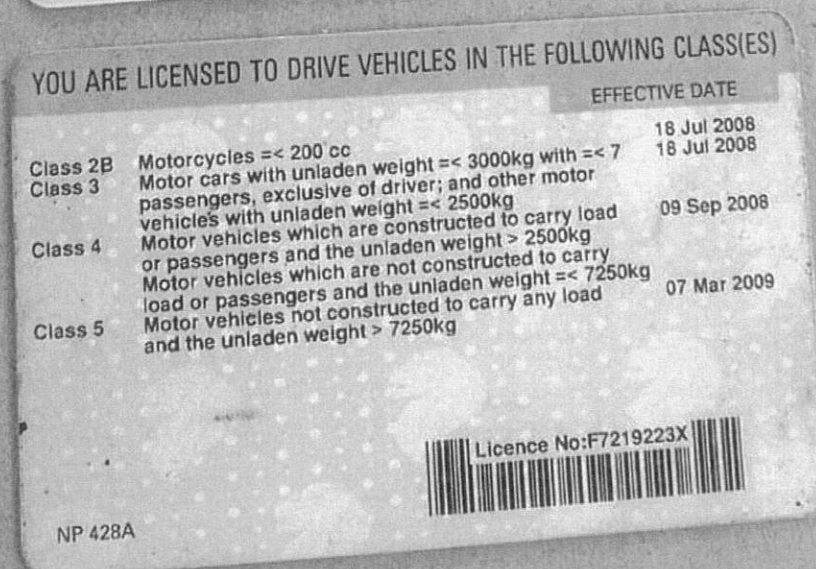 YOU ARE LICENSED TO DRIVE VEHICLES IN THE FOLLOWING CLASS(ES)
EFFECTIVE DATE
Class 2B Motorcycles =< 200 cc 18 Jul 2008
Class 3 Motor cars with unladen weight =< 3000kg with =< 7 18 Jul 2008
passengers, exclusive of driver; and other motor
vehicles with unladen weight =< 2500kg
Class 4 Motor vehicles which are constructed to carry load 09 Sep 2008
or passengers and the unladen weight > 2500kg
Motor vehicles which are not constructed to carry
load or passengers and the unladen weight =< 7250kg
Class 5 Motor vehicles not constructed to carry any load 07 Mar 2009
and the unladen weight > 7250kg
Licence No:F7219223X
NP 428A